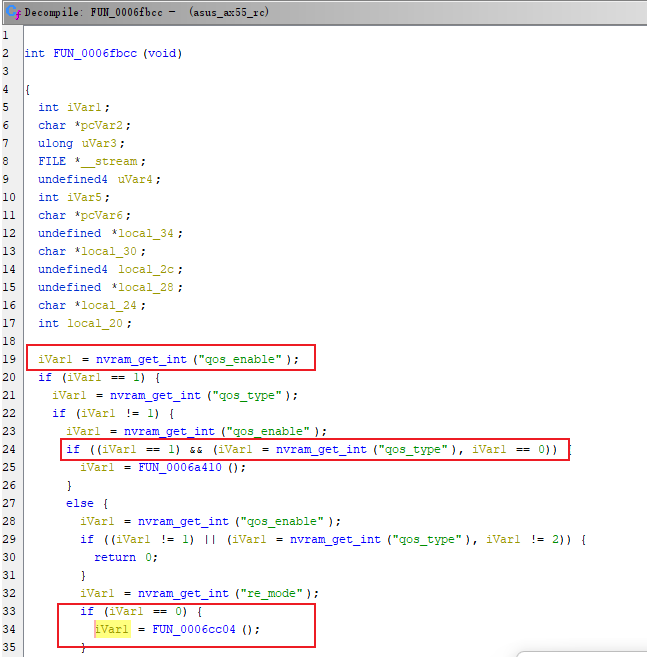 Decompile: FUN_0006fbcc - (asus_ax55_rc)
1
2 int FUN_0006fbcc (void)
3
4 {
5 int iVar1;
6 char *pcVar2;
7 ulong uVar3;
8 FILE *__stream;
9 undefined4 uVar4;
10 int iVar5;
11 char *pcVar6;
12 undefined *local_34;
13 char *local_30;
14 undefined4 local_2c;
15 undefined *local_28;
16 char *local_24;
17 int local_20;
18
19 iVar1 = nvram_get_int ("qos_enable");
20 if (iVar1 == 1) {
21 iVar1 = nvram_get_int ("qos_type");
22 if (iVar1 != 1) {
23 iVar1 = nvram_get_int ("qos_enable");
24 if ((iVar1 == 1) && (iVar1 = nvram_get_int ("qos_type"), iVar1 == 0)) {
25 iVar1 = FUN_0006a410 ();
26 }
27 else {
28 iVar1 = nvram_get_int ("qos_enable");
29 if ((iVar1 != 1) || (iVar1 = nvram_get_int ("qos_type"), iVar1 != 2)) {
30 return 0;
31 }
32 iVar1 = nvram_get_int ("re_mode");
33 if (iVar1 == 0) {
34 iVar1 = FUN_0006cc04 ();
35 }